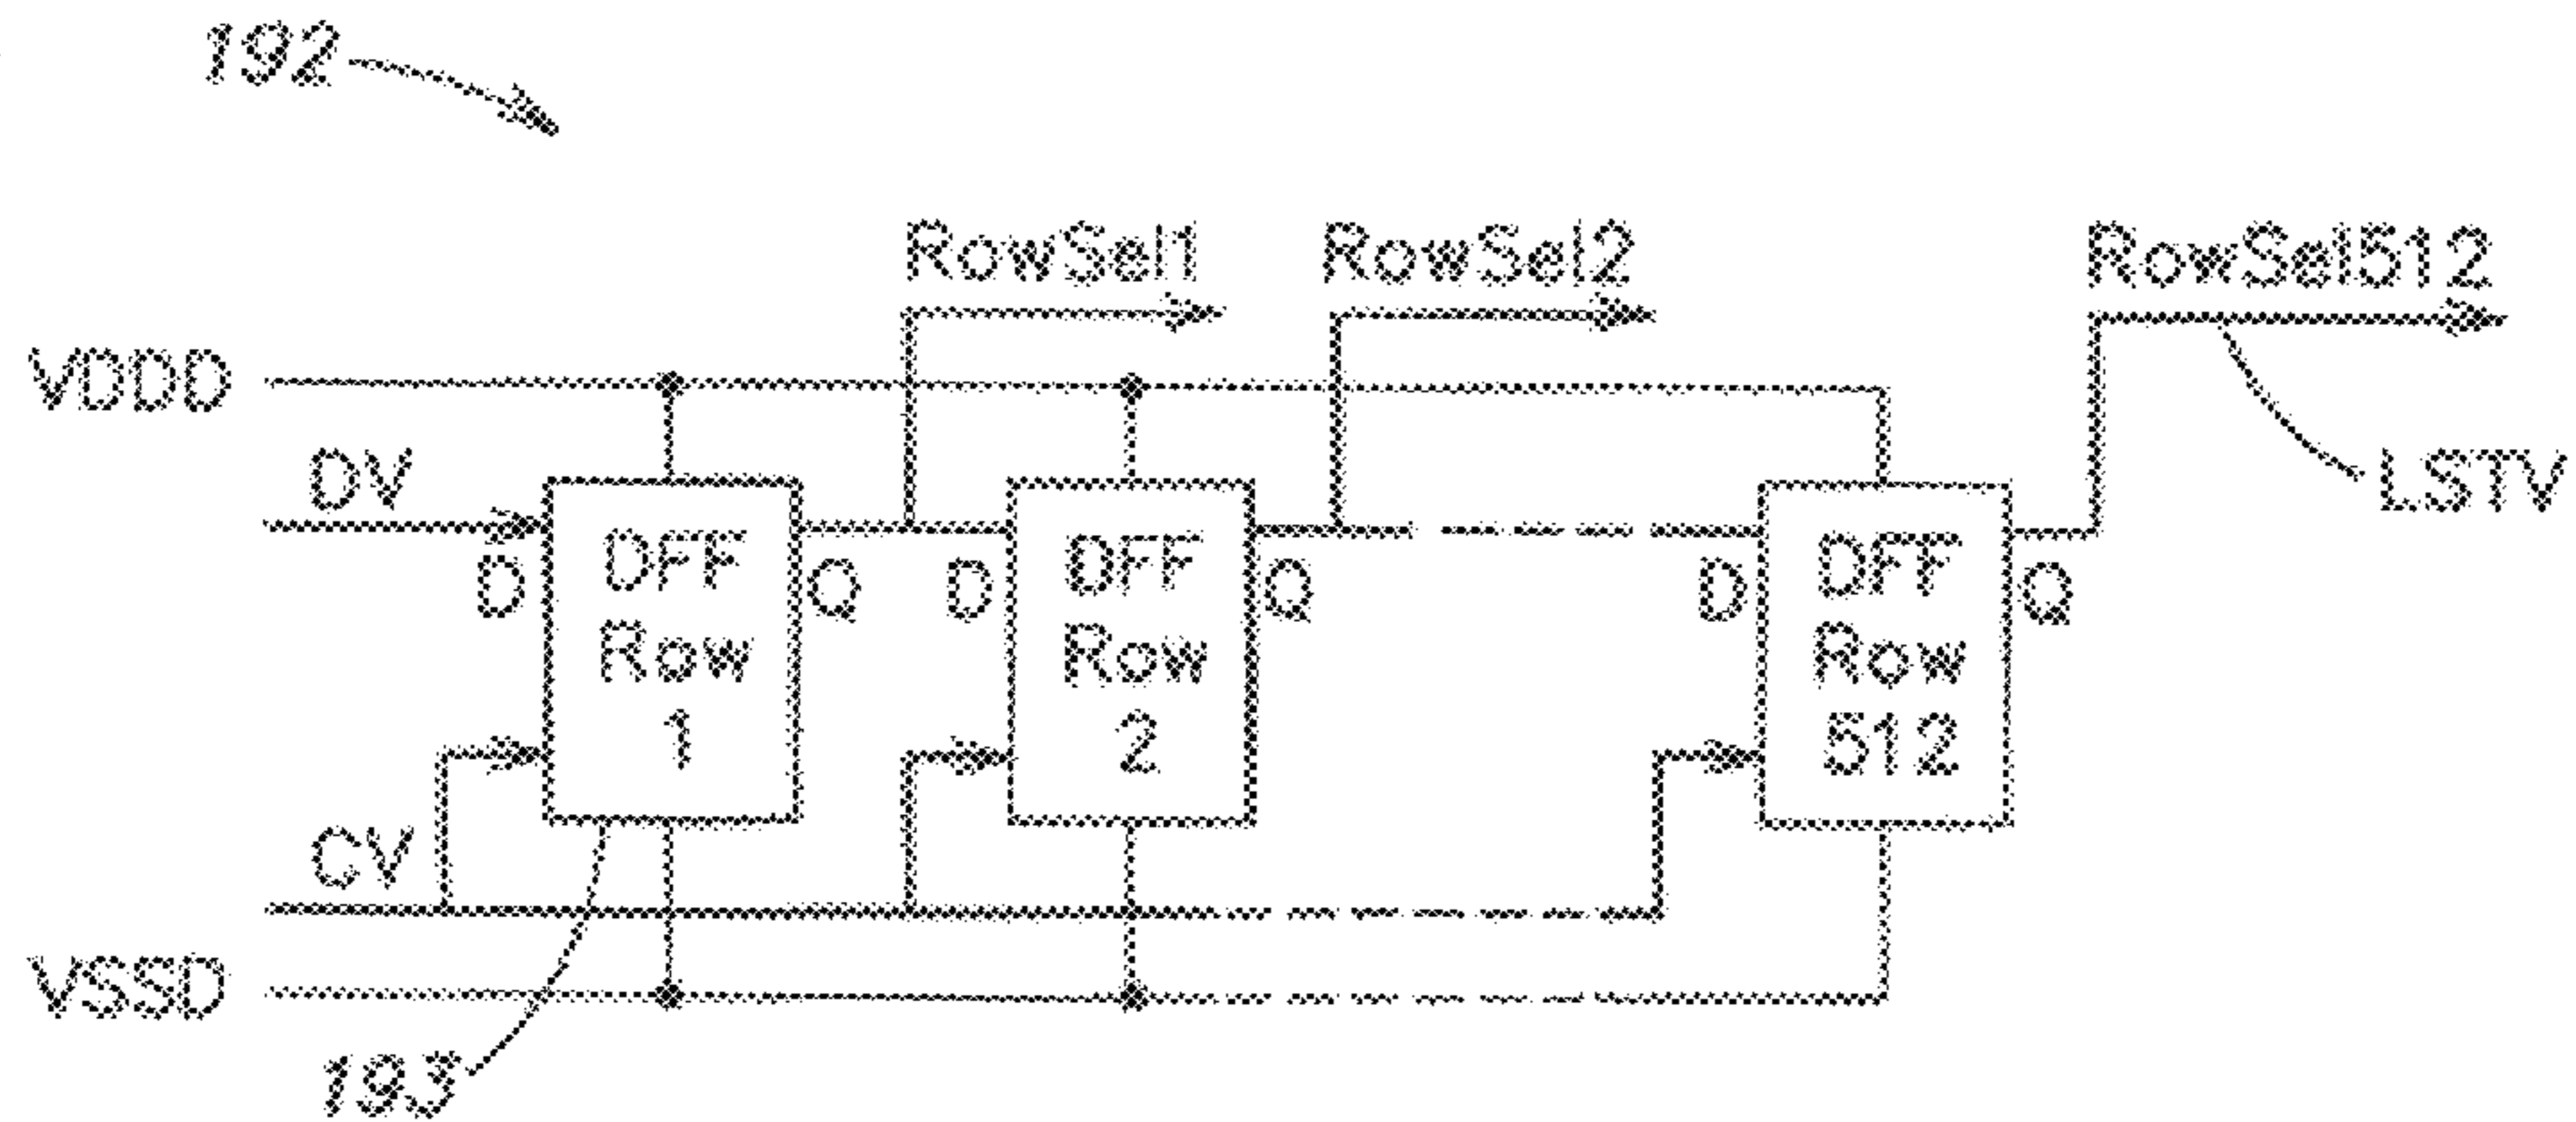 192
RowSel1 RowSel2 RowSel512
VDDD
DV
LSTV
D DFF Row 1 Q
D DFF Row 2 Q
D DFF Row 512 Q
CV
VSSD
193